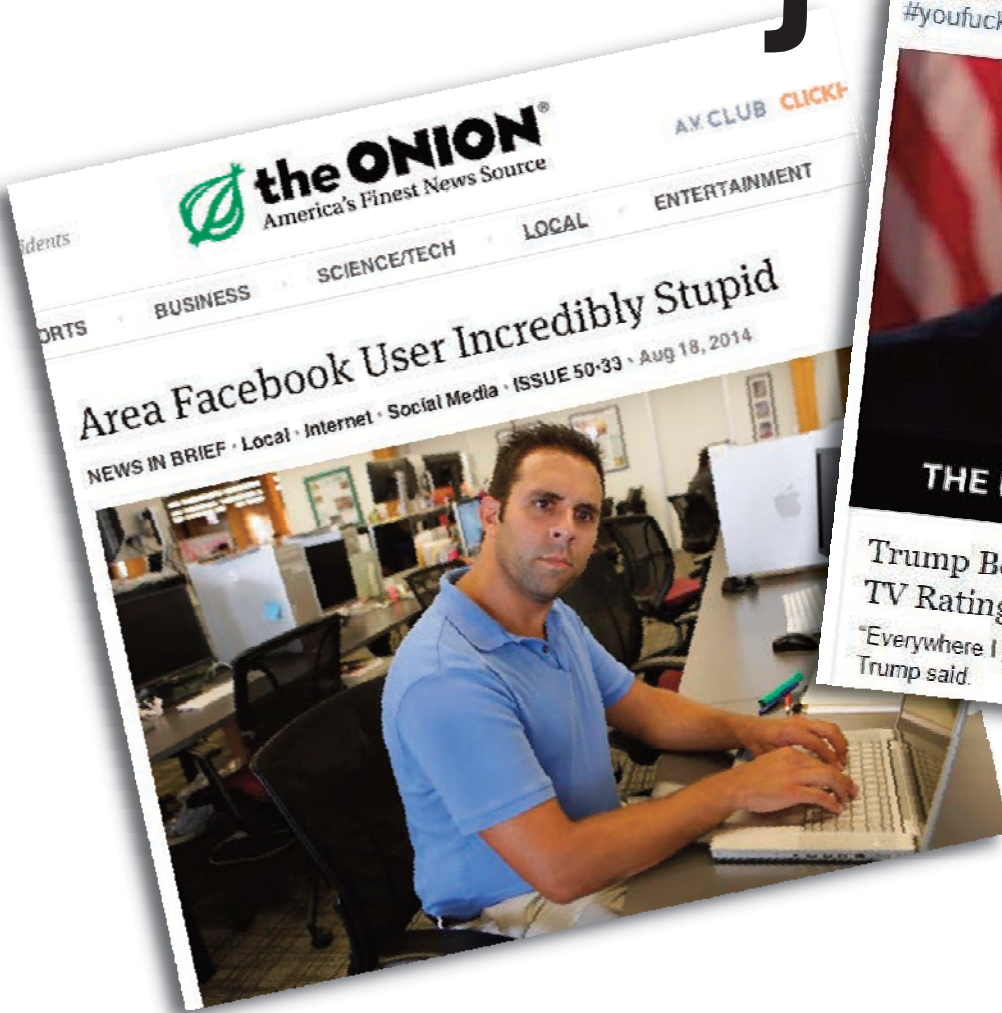 J
the ONION®
America's Finest News Source
A.V. CLUB CLICKH
idents
ORTS BUSINESS SCIENCE/TECH LOCAL ENTERTAINMENT
Area Facebook User Incredibly Stupid
NEWS IN BRIEF · Local · Internet · Social Media · ISSUE 50·33 · Aug 18, 2014
#youfuck
THE
Trump B
TV Rating
"Everywhere I
Trump said.